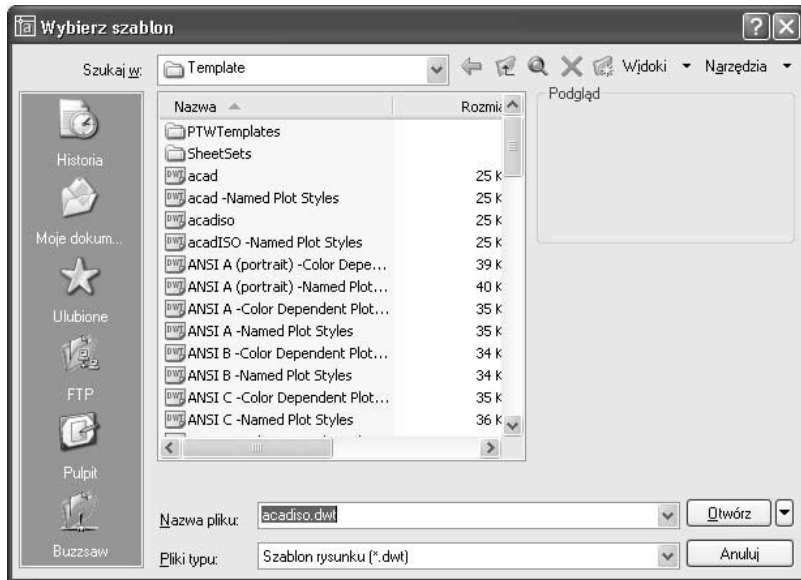 Wybierz szablon
Szukaj w: Template Widoki Narzędzia
Nazwa Rozmia
Podgląd
PTWTemplates
SheetSets
acad 25 K
acad -Named Plot Styles 25 K
acadiso 25 K
acadISO -Named Plot Styles 25 K
ANSI A (portrait) -Color Depe... 39 K
ANSI A (portrait) -Named Plot... 40 K
ANSI A -Color Dependent Plot... 35 K
ANSI A -Named Plot Styles 35 K
ANSI B -Color Dependent Plot... 34 K
ANSI B -Named Plot Styles 34 K
ANSI C -Color Dependent Plot... 35 K
ANSI C -Named Plot Styles 36 K
Historia
Moje dokum...
Ulubione
FTP
Pulpit
Buzzsaw
Nazwa pliku: acadiso.dwt Otwórz
Pliki typu: Szablon rysunku (*.dwt) Anuluj